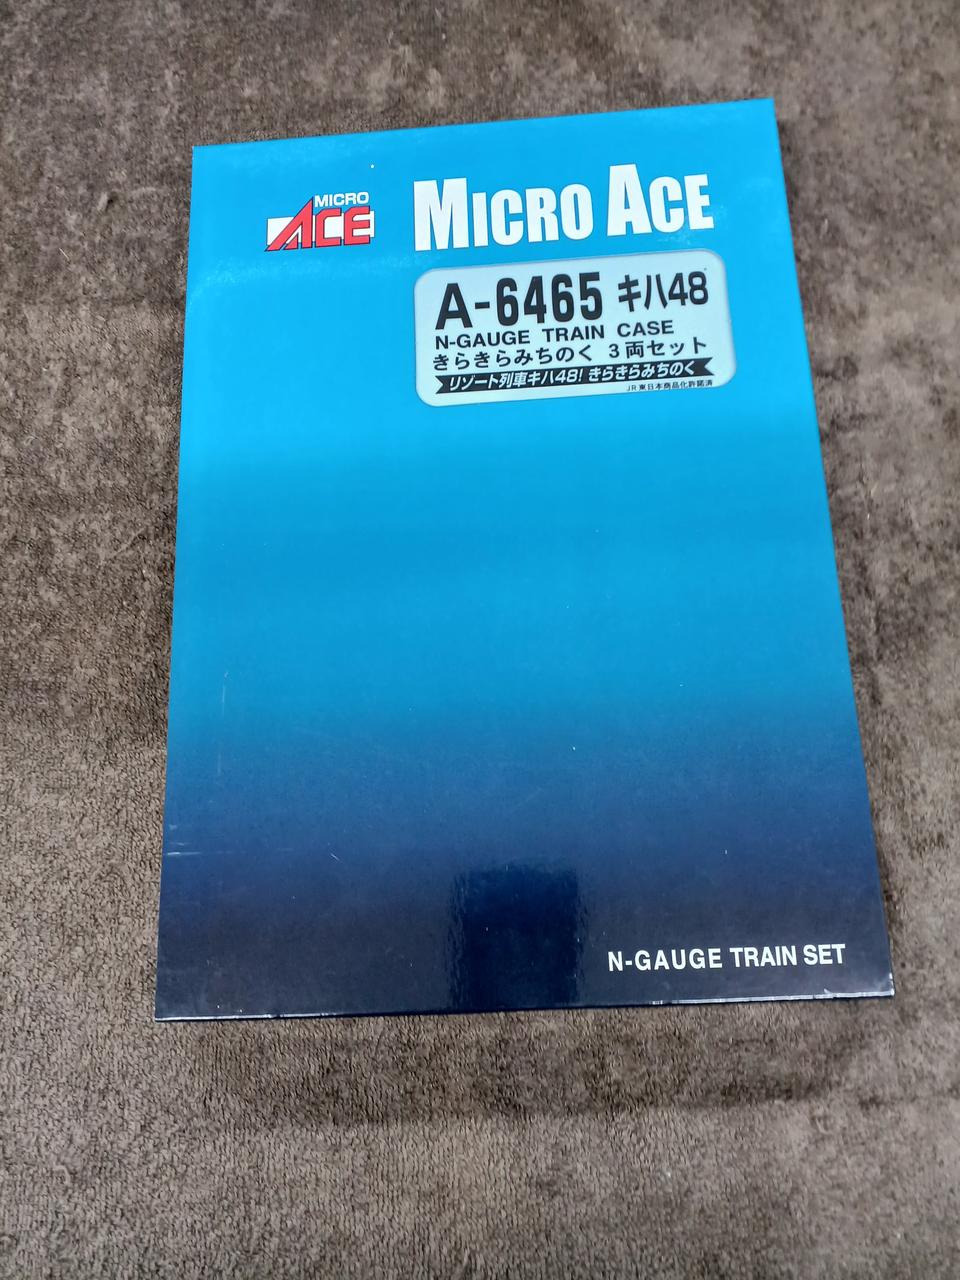 MICRO
ACE
MICRO ACE
A-6465 キハ48
N-GAUGE TRAIN CASE
きらきらみちのく 3両セット
リゾート列車キハ48! きらきらみちのく
JR東日本商品化許諾済
N-GAUGE TRAIN SET